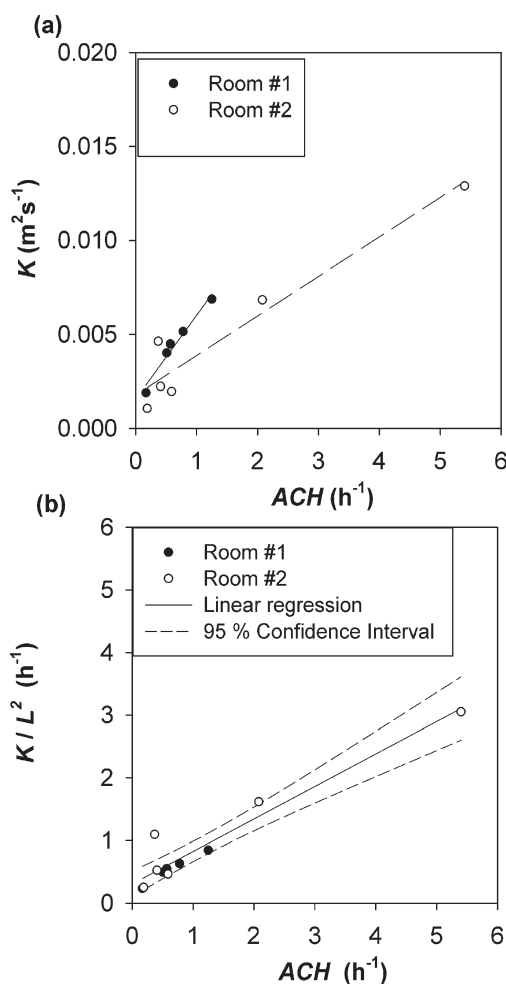 (a)
0.020
0.015
0.010
0.005
0.000
K (m²s⁻¹)
Room #1
Room #2
0 1 2 3 4 5 6
ACH (h⁻¹)
(b)
6
5
4
3
2
1
0
K / L² (h⁻¹)
Room #1
Room #2
Linear regression
95 % Confidence Interval
0 1 2 3 4 5 6
ACH (h⁻¹)